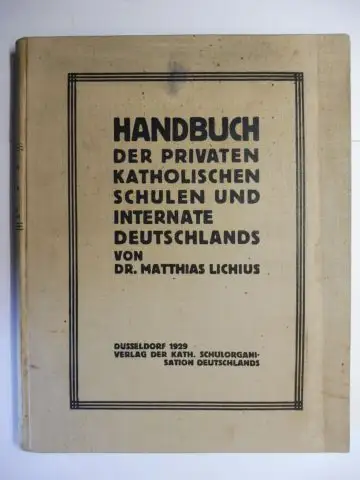 HANDBUCH
DER PRIVATEN
KATHOLISCHEN
SCHULEN UND
INTERNATE
DEUTSCHLANDS
VON
DR. MATTHIAS LICHIUS
DUSSELDORF 1929
VERLAG DER KATH. SCHULORGANI-
SATION DEUTSCHLANDS